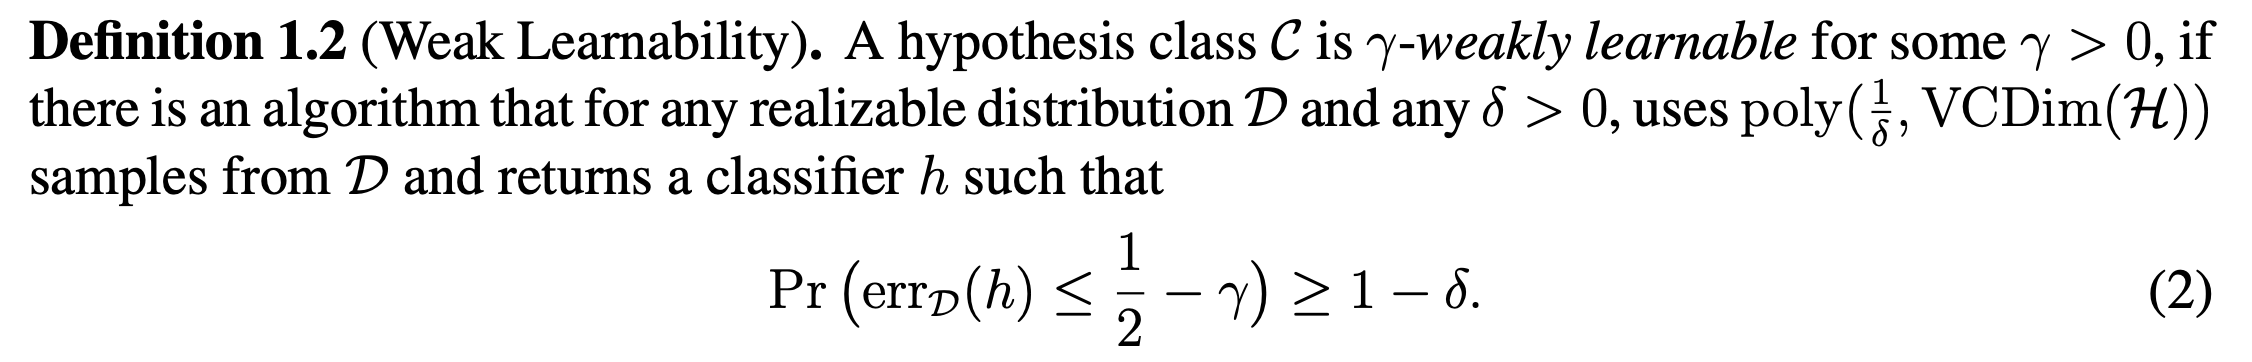 Definition 1.2 (Weak Learnability). A hypothesis class 𝒞 is γ-weakly learnable for some γ > 0, if
there is an algorithm that for any realizable distribution 𝒟 and any δ > 0, uses poly(1/δ, VCDim(ℋ))
samples from 𝒟 and returns a classifier h such that
Pr (err_𝒟(h) ≤ 1/2 − γ) ≥ 1 − δ. (2)